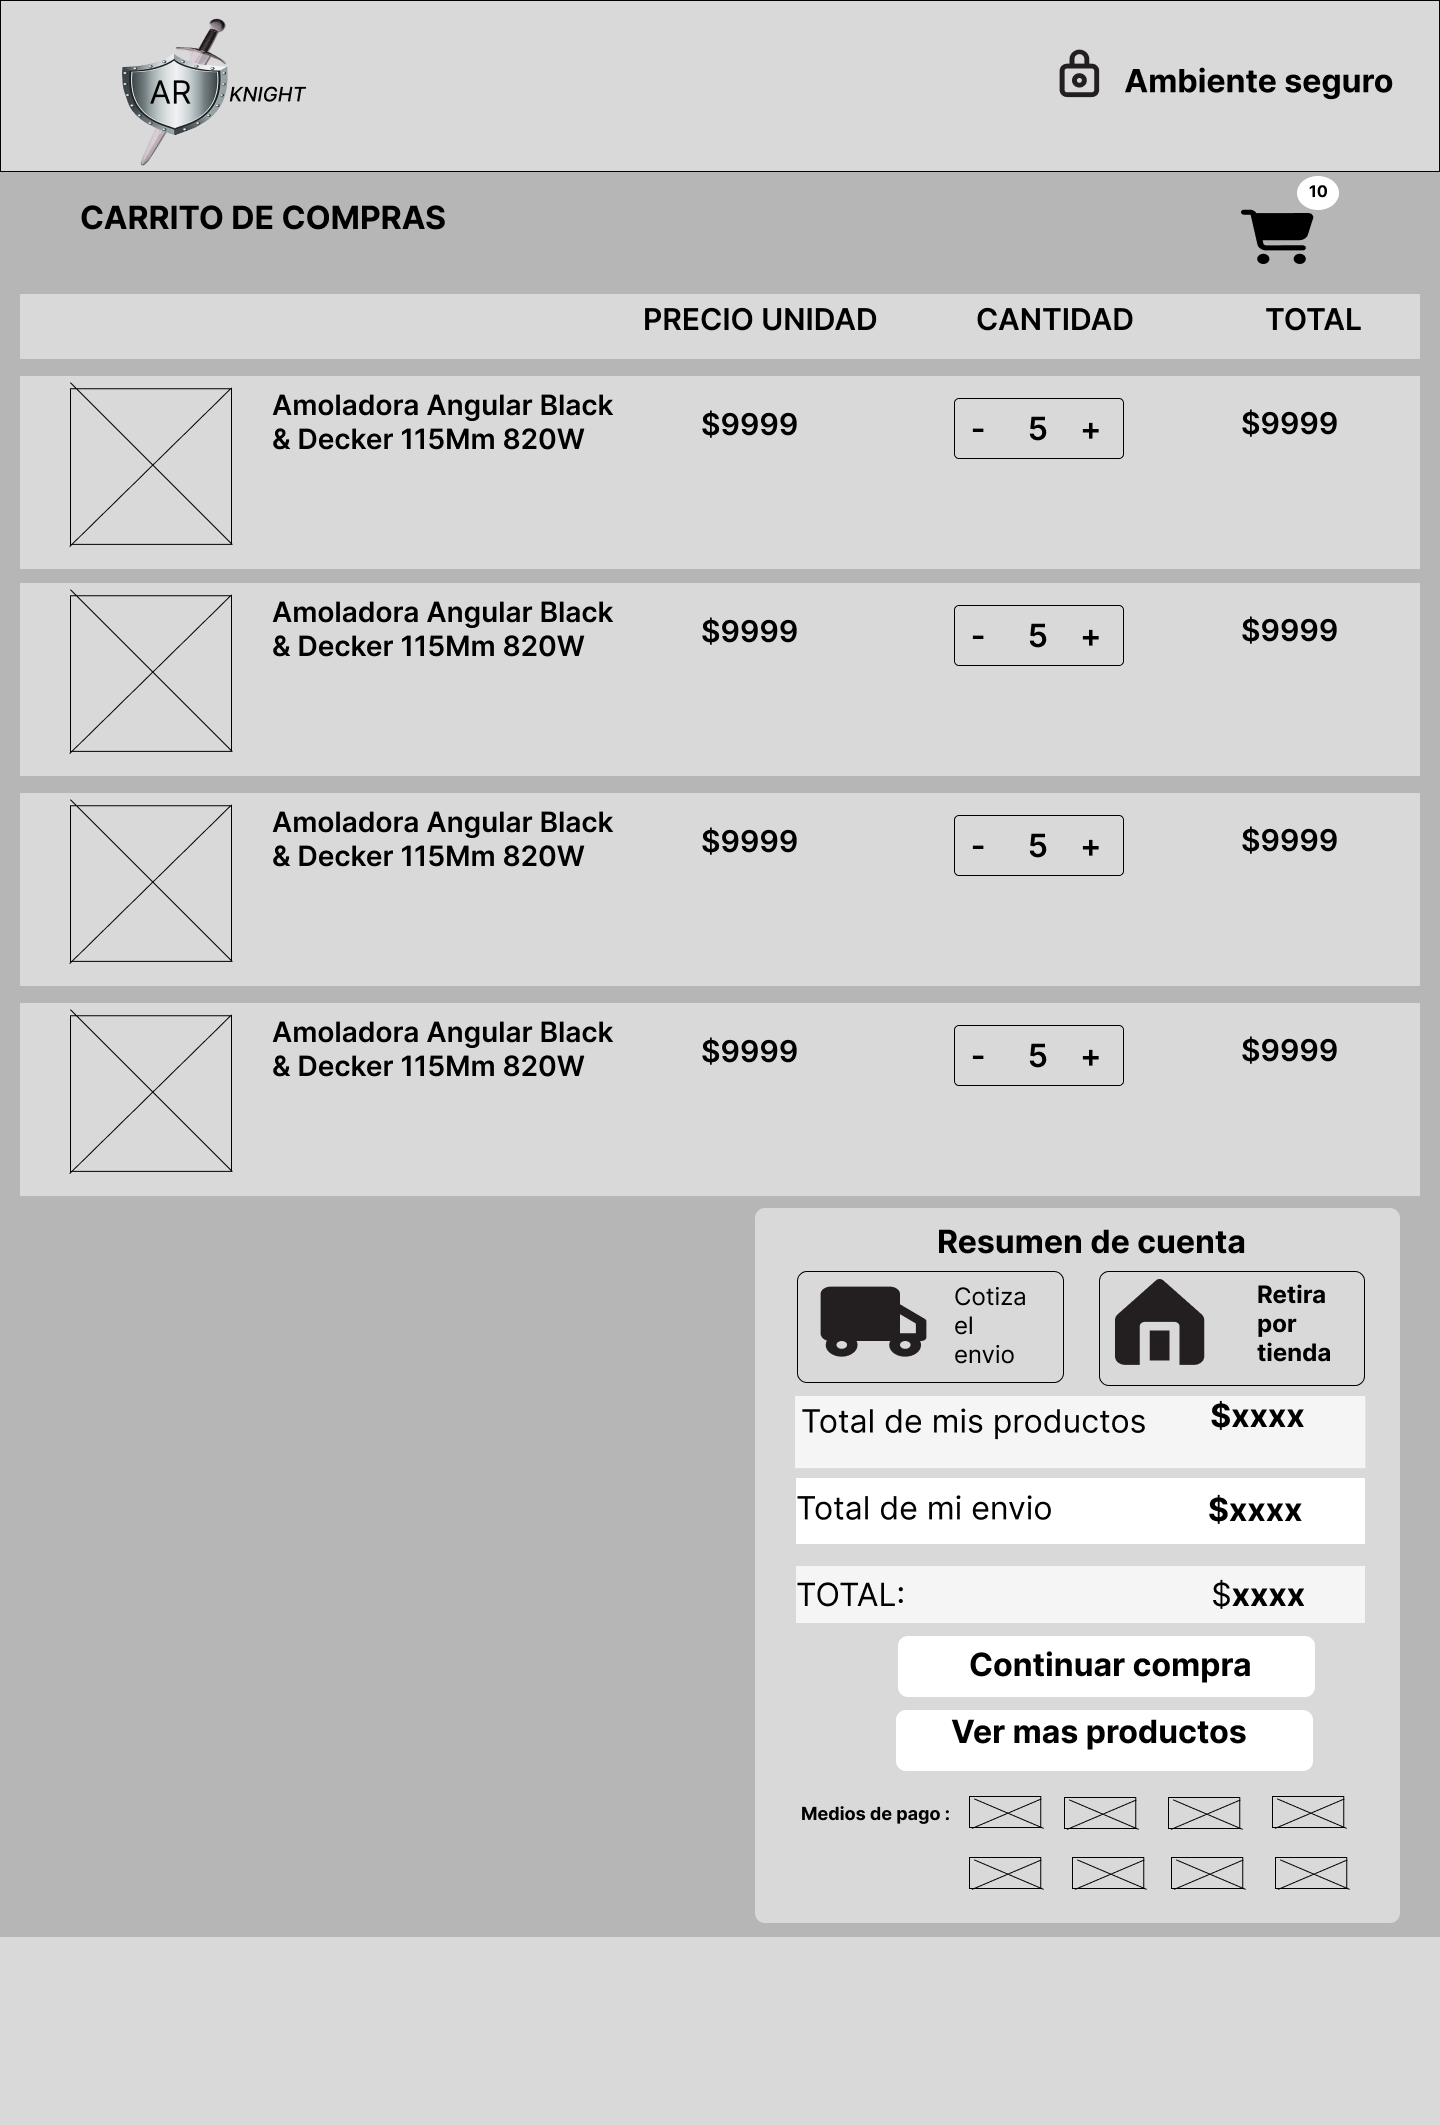 AR
KNIGHT
Ambiente seguro
10
CARRITO DE COMPRAS
PRECIO UNIDAD CANTIDAD TOTAL
Amoladora Angular Black
& Decker 115Mm 820W
$9999 - 5 + $9999
Amoladora Angular Black
& Decker 115Mm 820W
$9999 - 5 + $9999
Amoladora Angular Black
& Decker 115Mm 820W
$9999 - 5 + $9999
Amoladora Angular Black
& Decker 115Mm 820W
$9999 - 5 + $9999
Resumen de cuenta
Cotiza
el
envio
Retira
por
tienda
Total de mis productos $xxxx
Total de mi envio $xxxx
TOTAL: $xxxx
Continuar compra
Ver mas productos
Medios de pago :